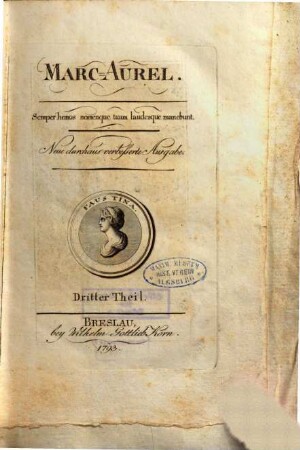 MARC-AUREL.
Semper honos nomenque tuum laudesque manebunt.
Neue durchaus verbesserte Ausgabe.
FAUSTINA.
Dritter Theil.
BRESLAU,
bey Wilhelm Gottlieb Korn.
1793.
AUGSBURG